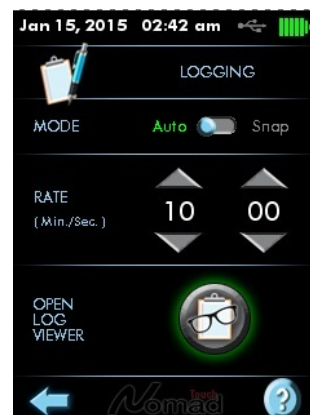 Jan 15, 2015 02:42 am
LOGGING
MODE Auto Snap
RATE
(Min./Sec.) 10 00
OPEN
LOG
VIEWER
Touch
Nomad ?